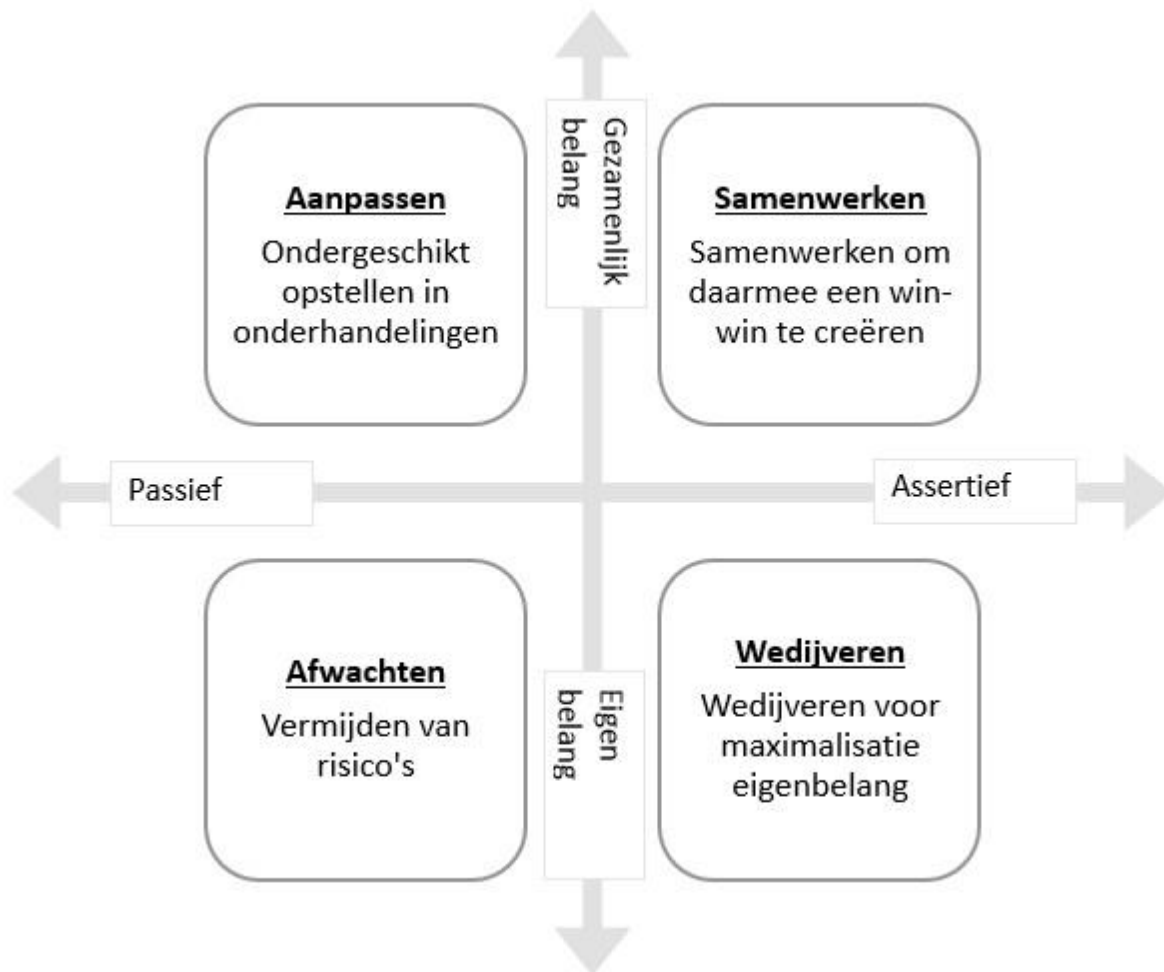 Gezamenlijk
belang
Aanpassen
Ondergeschikt
opstellen in
onderhandelingen
Samenwerken
Samenwerken om
daarmee een win-
win te creëren
Passief
Assertief
Afwachten
Vermijden van
risico's
Eigen
belang
Wedijveren
Wedijveren voor
maximalisatie
eigenbelang